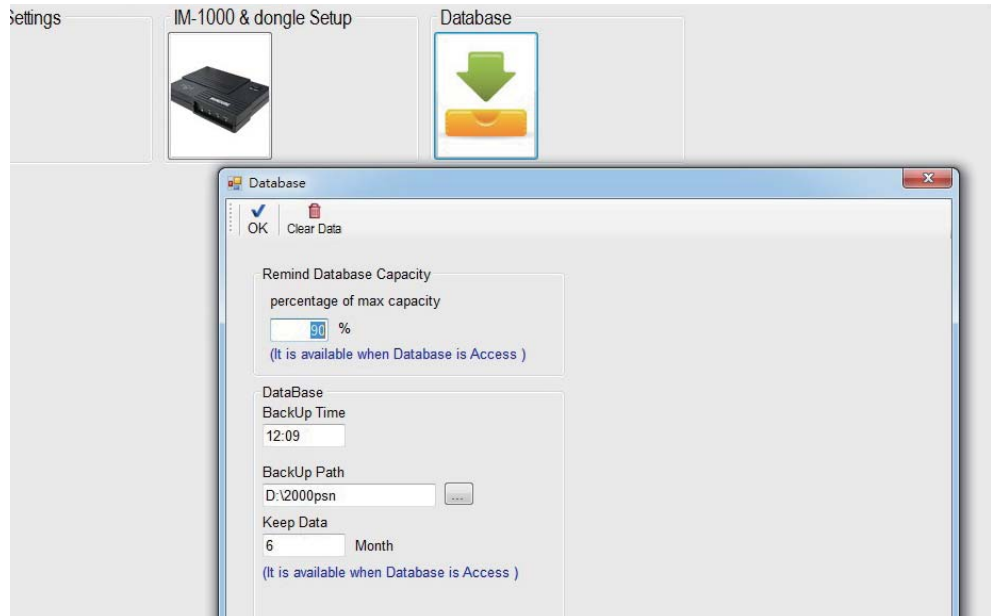 Settings
IM-1000 & dongle Setup
Database
Database
OK
Clear Data
Remind Database Capacity
percentage of max capacity
90 %
(It is available when Database is Access )
DataBase
BackUp Time
12:09
BackUp Path
D:\2000psn
...
Keep Data
6 Month
(It is available when Database is Access )